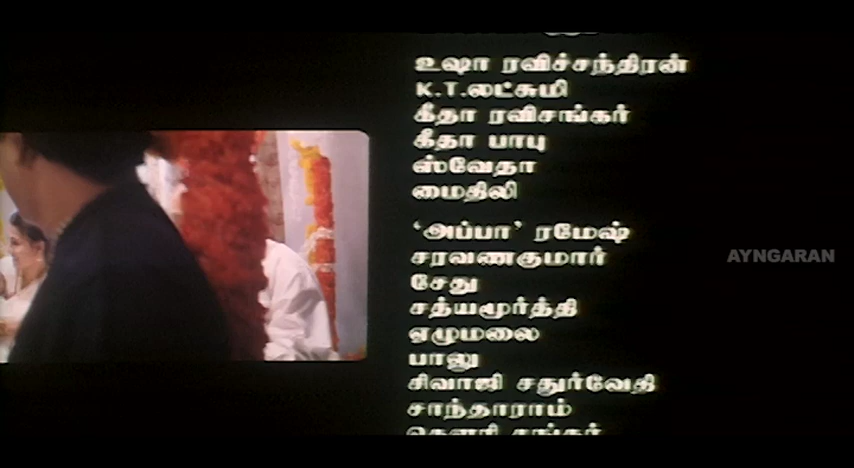 உஷா ரவிச்சந்திரன்
K.T.லட்சுமி
கீதா ரவிசங்கர்
கீதா பாபு
ஸ்வேதா
மைதிலி
‘அப்பா’ ரமேஷ்
சரவணகுமார்
சேது
சத்யமூர்த்தி
ஏழுமலை
பாலு
சிவாஜி சதுர்வேதி
சாந்தாராம்
AYNGARAN